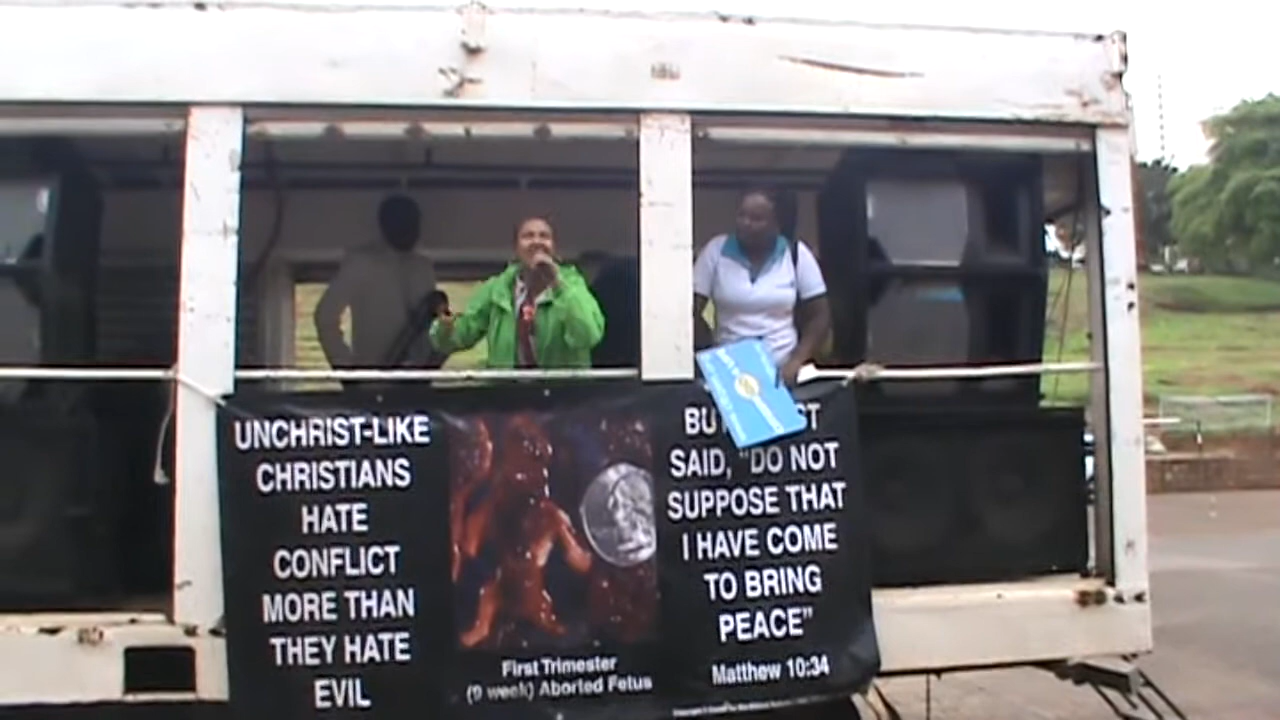 UNCHRIST-LIKE
CHRISTIANS
HATE
CONFLICT
MORE THAN
THEY HATE
EVIL
First Trimester
(9 week) Aborted Fetus
SAID, "DO NOT
SUPPOSE THAT
I HAVE COME
TO BRING
PEACE"
Matthew 10:34